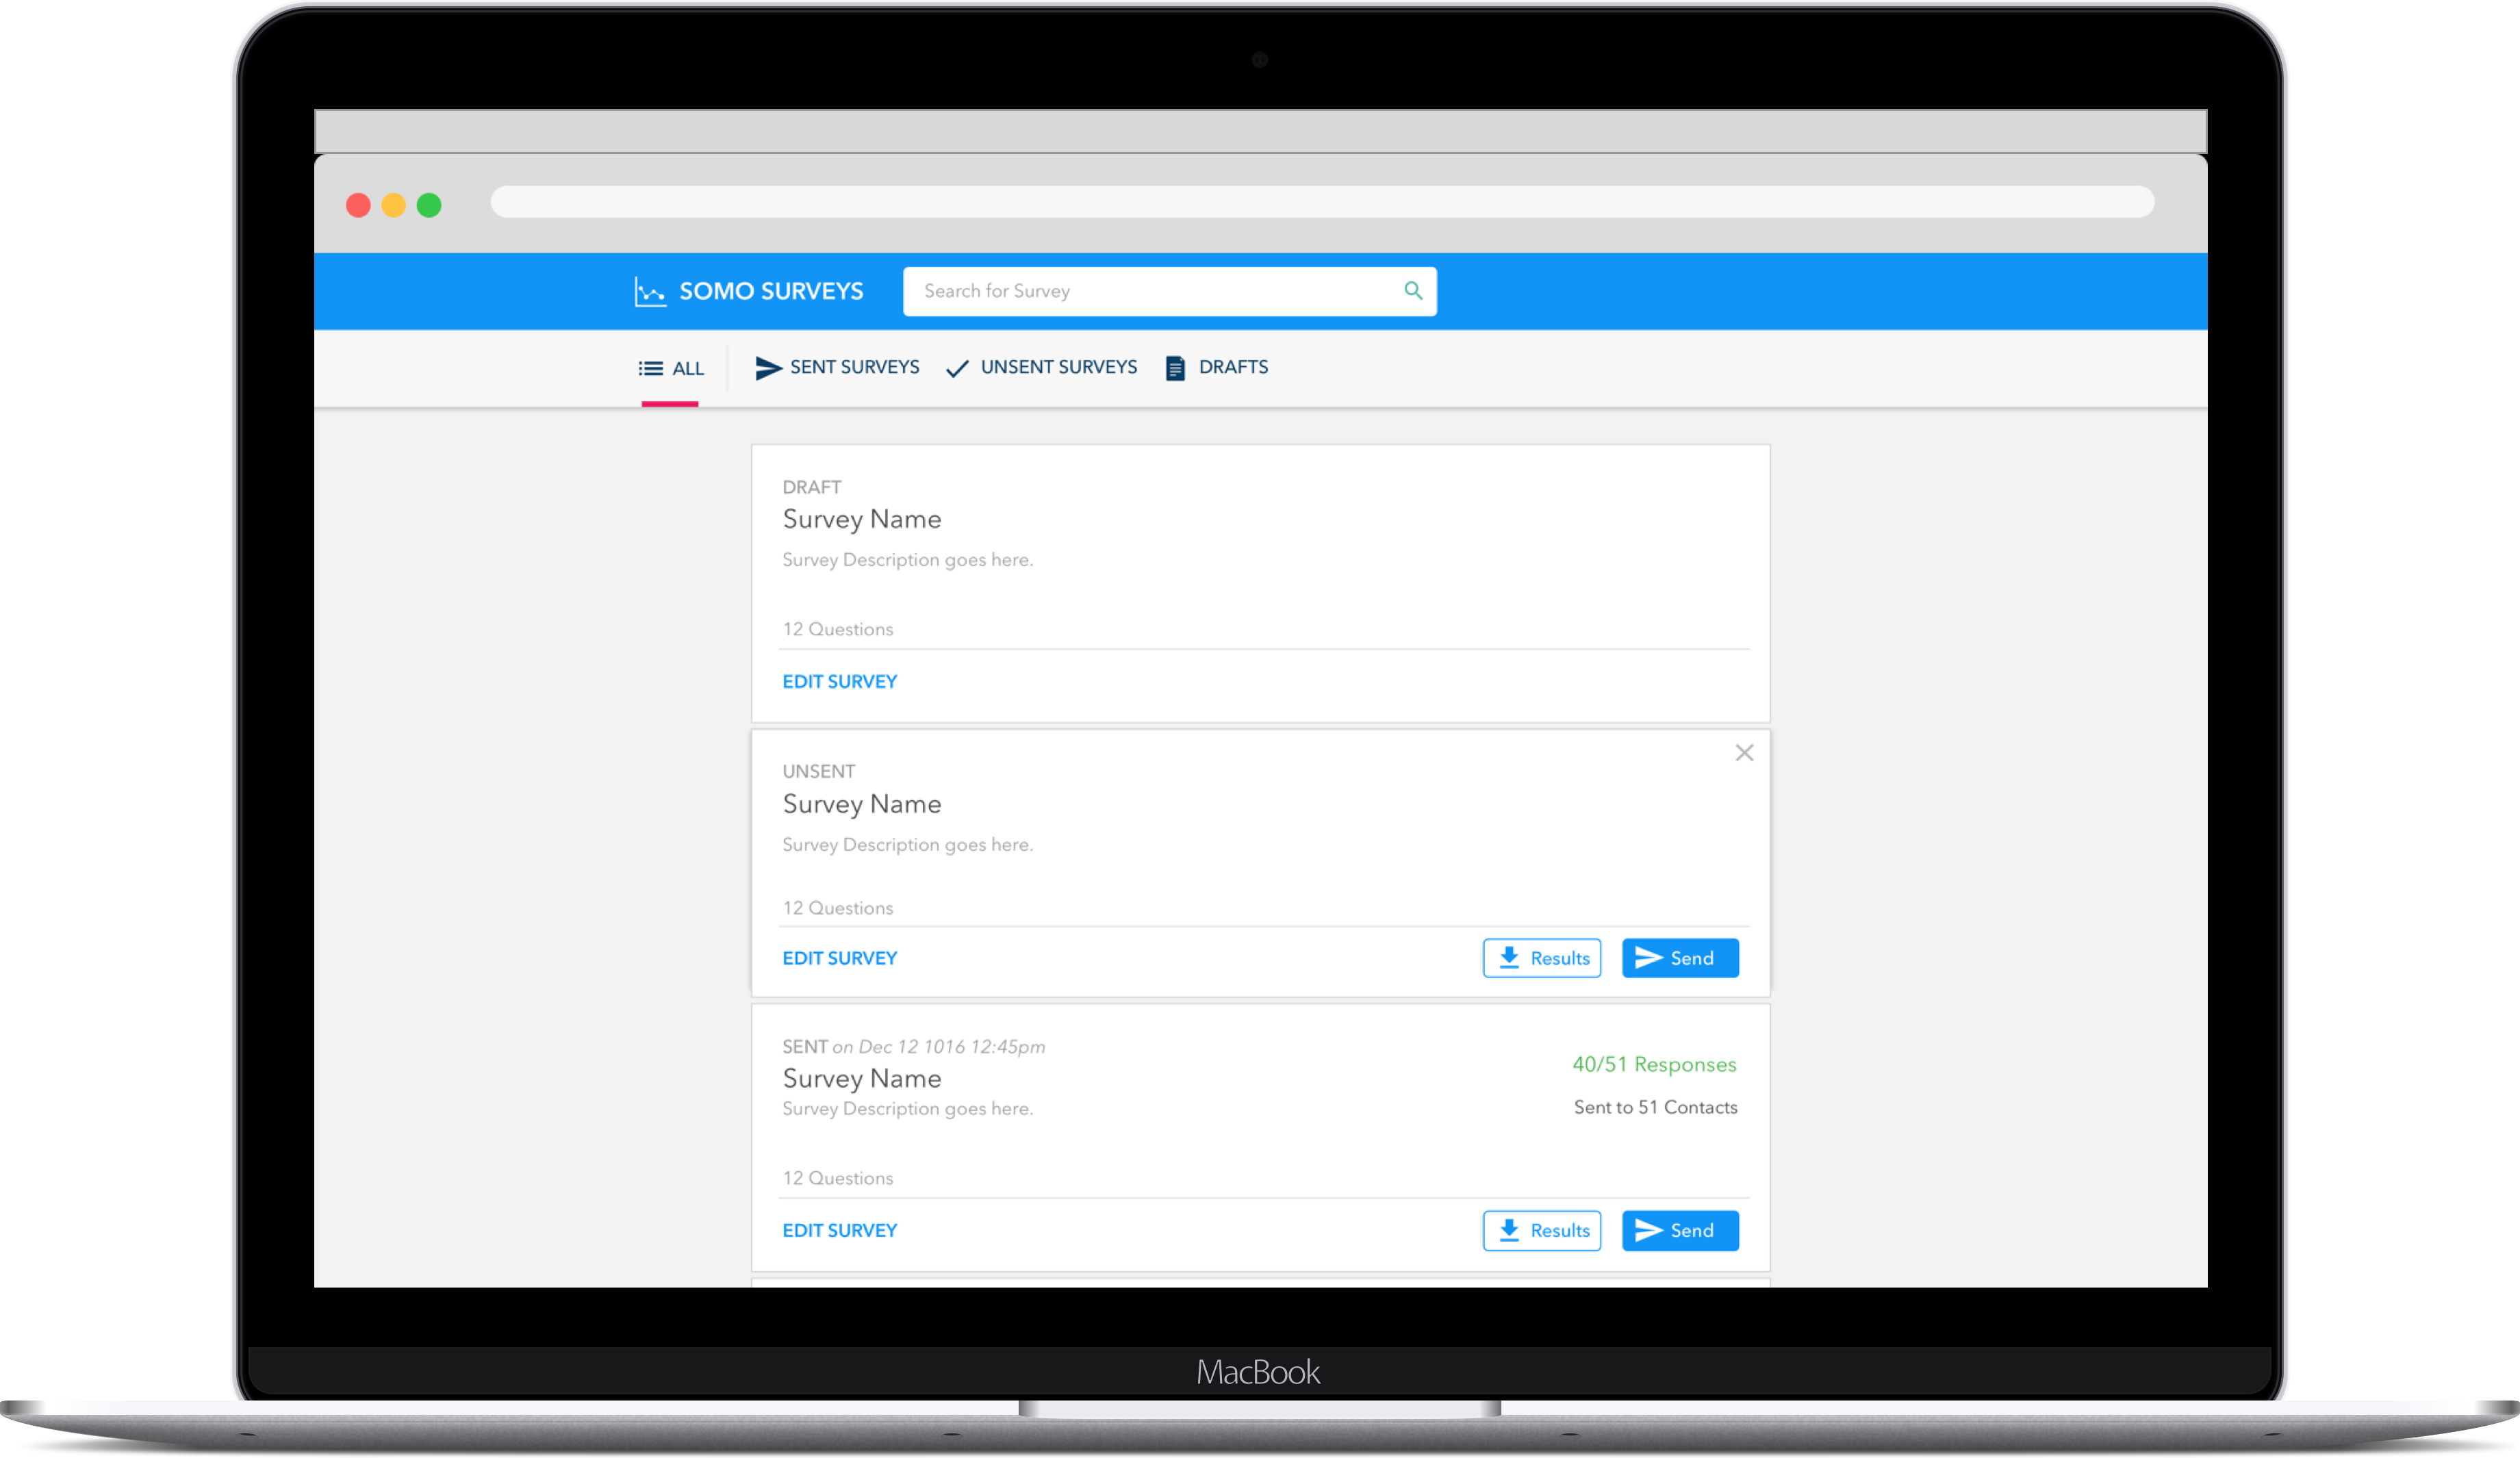 SOMO SURVEYS
Search for Survey
ALL
SENT SURVEYS
UNSENT SURVEYS
DRAFTS
DRAFT
Survey Name
Survey Description goes here.
12 Questions
EDIT SURVEY
UNSENT
Survey Name
Survey Description goes here.
12 Questions
EDIT SURVEY
Results
Send
SENT on Dec 12 1016 12:45pm
Survey Name
Survey Description goes here.
40/51 Responses
Sent to 51 Contacts
12 Questions
EDIT SURVEY
Results
Send
MacBook